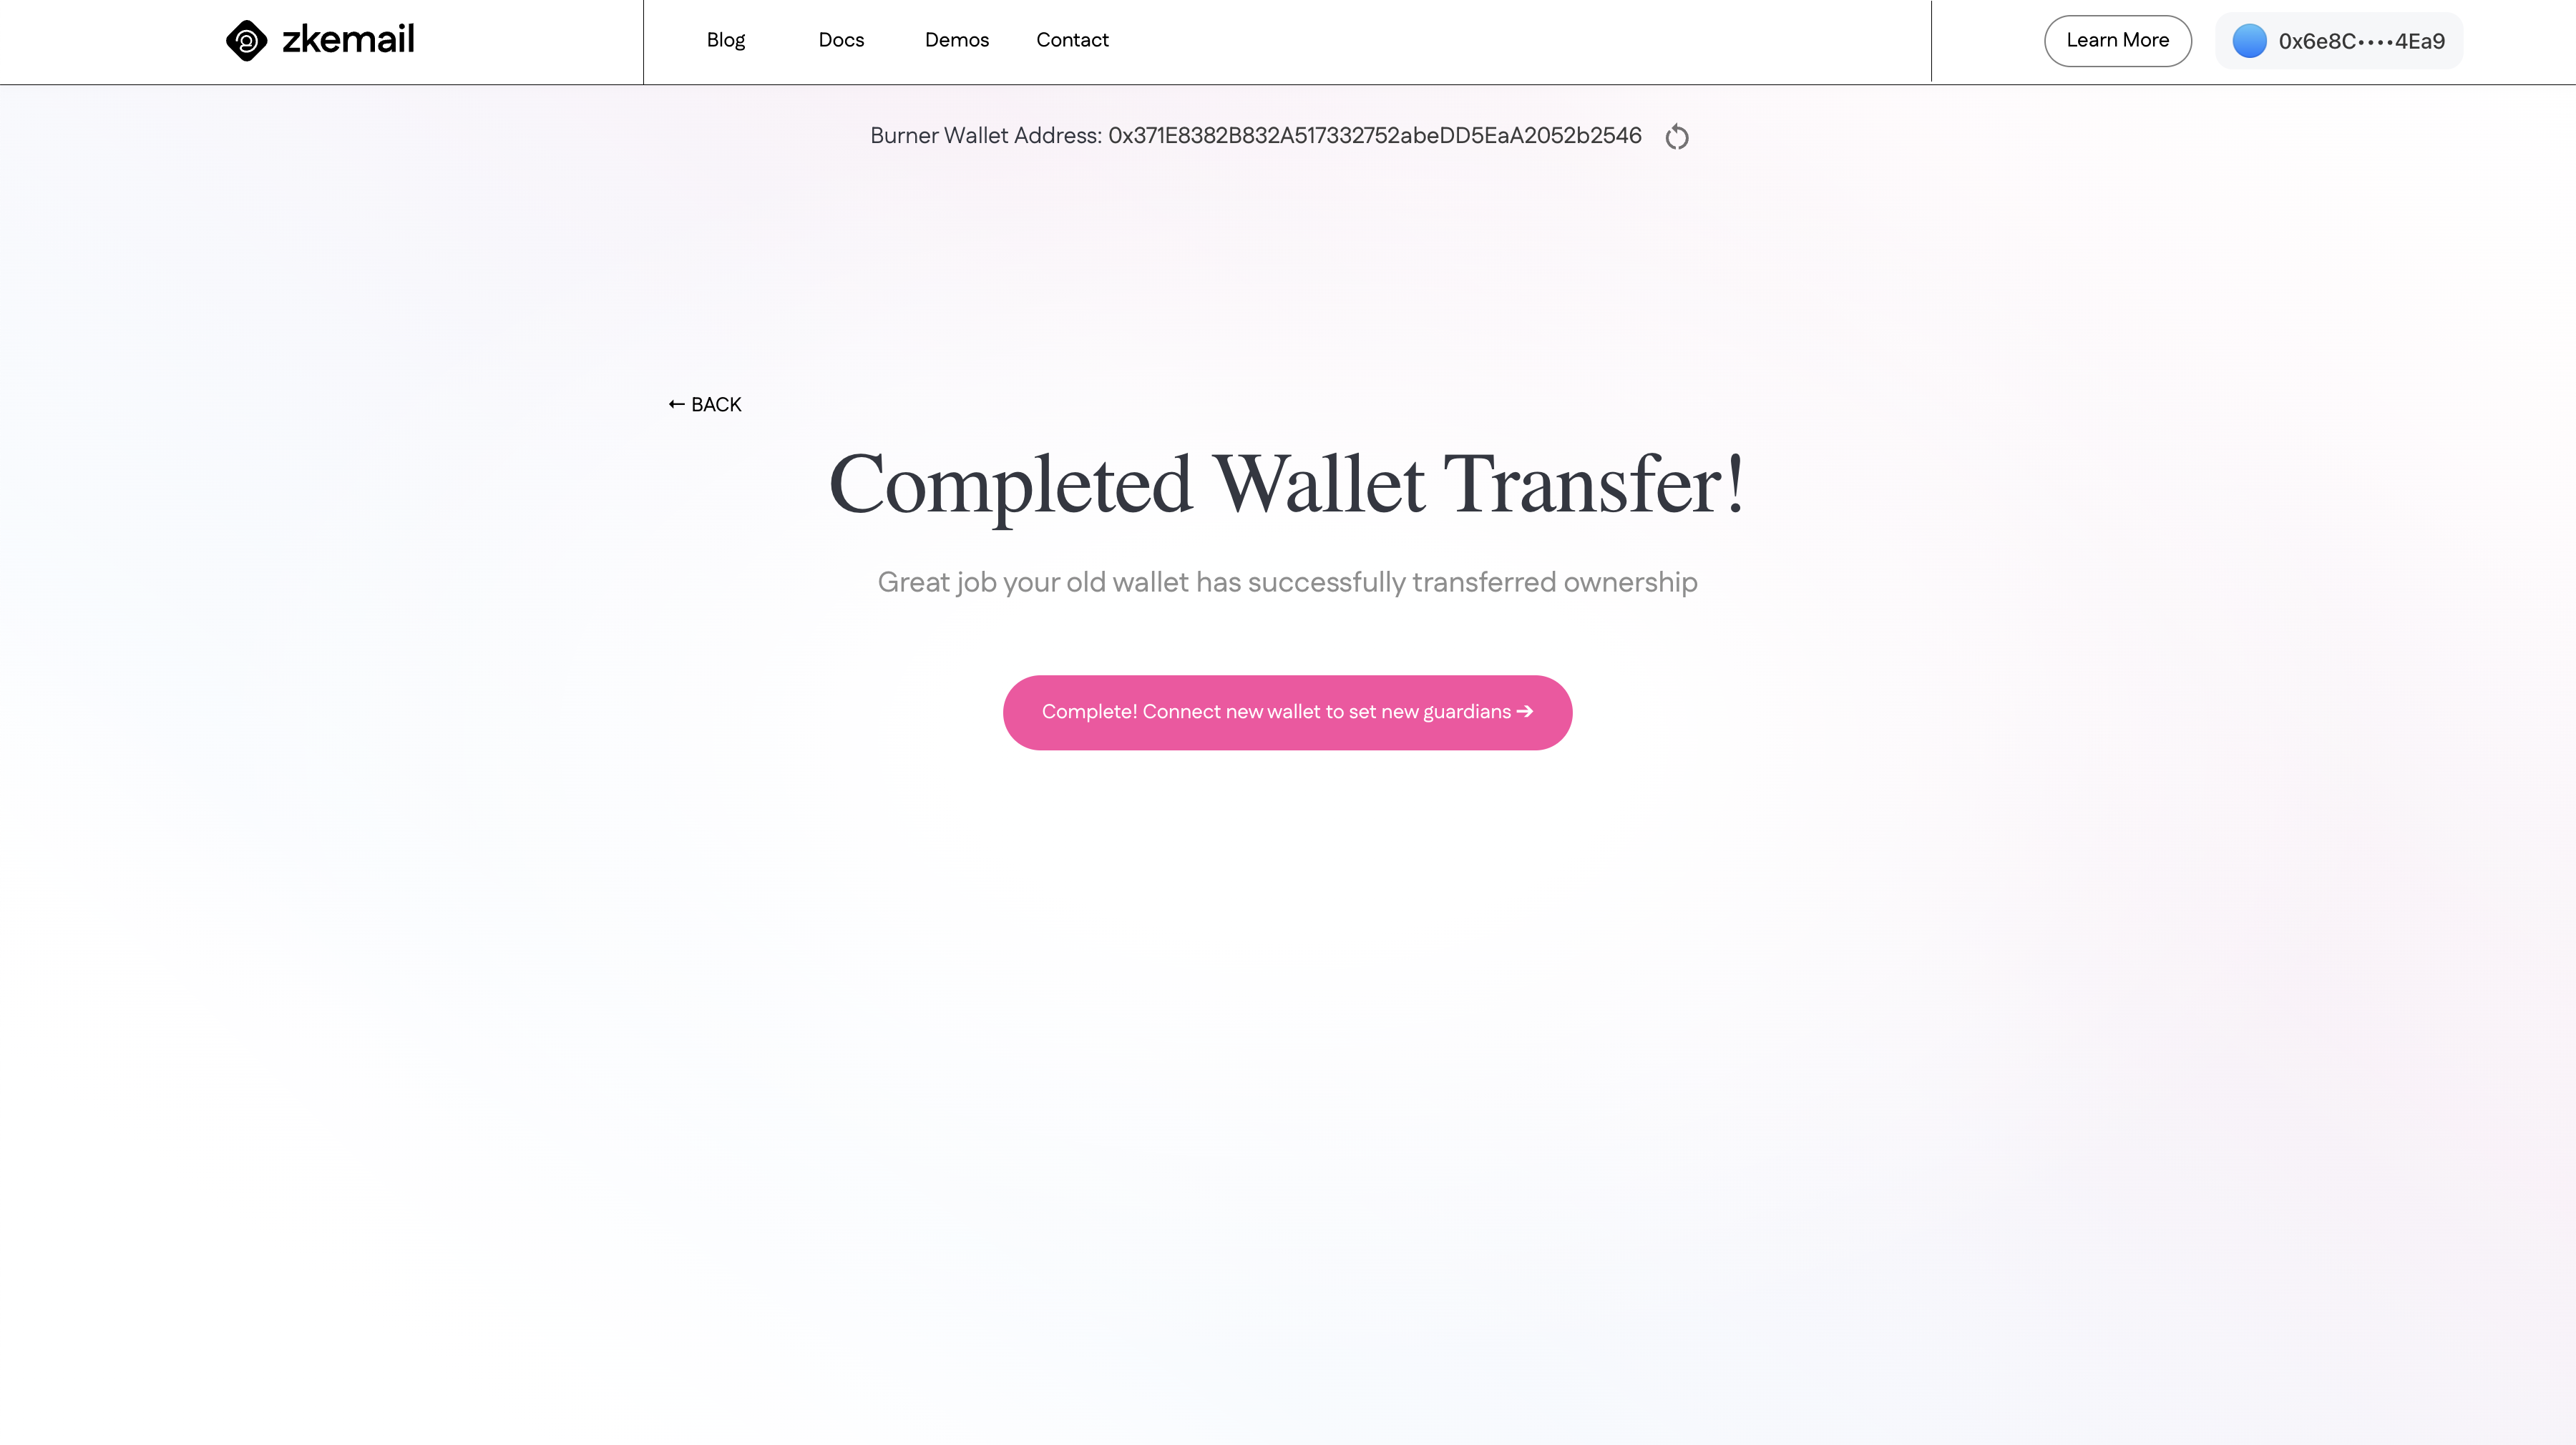 zkemail
Blog Docs Demos Contact
Learn More
0x6e8C••••4Ea9
Burner Wallet Address: 0x371E8382B832A517332752abeDD5EaA2052b2546
← BACK
Completed Wallet Transfer!
Great job your old wallet has successfully transferred ownership
Complete! Connect new wallet to set new guardians ➔